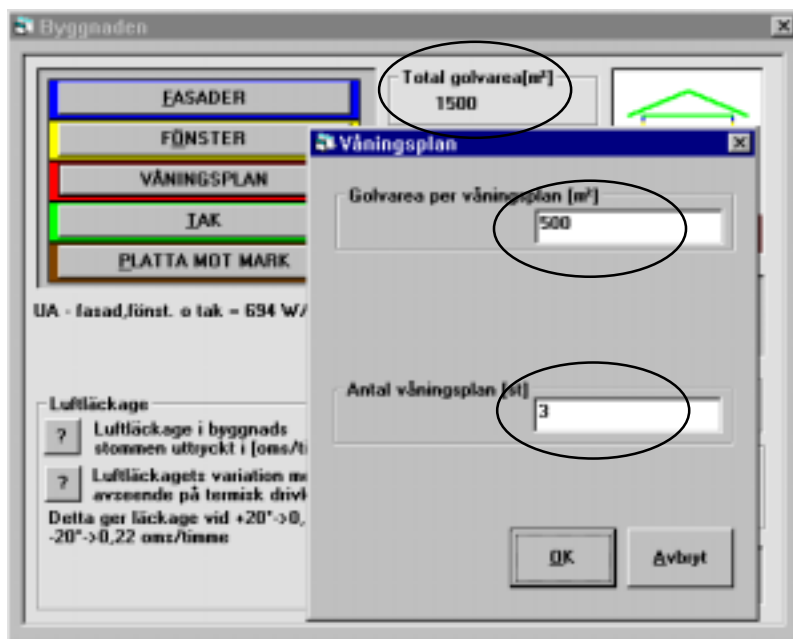 Byggnaden
FASADER
FÖNSTER
VÅNINGSPLAN
TAK
PLATTA MOT MARK
Total golvarea[m²]
1500
UA - fasad,fönst. o tak = 694 W/
Luftläckage
? Luftläckage i byggnads
stommen uttryckt i [oms/ti
? Luftläckagets variation m
avseende på termisk driv
Detta ger läckage vid +20°->0,
-20°->0,22 oms/timme
Våningsplan
Golvarea per våningsplan [m²]
500
Antal våningsplan [st]
3
OK
Avbryt